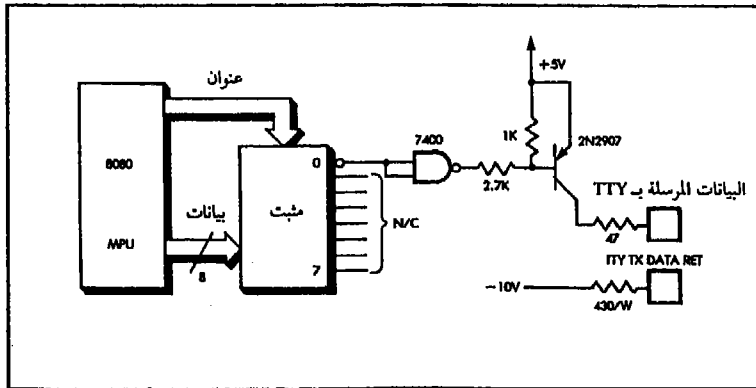 +5V
عنوان
7400
1K
2N2907
8080
0
2.7K
البيانات المرسلة بـ TTY
بيانات
مثبت
N/C
47
MPU
8
7
TTY TX DATA RET
–10V
430/W